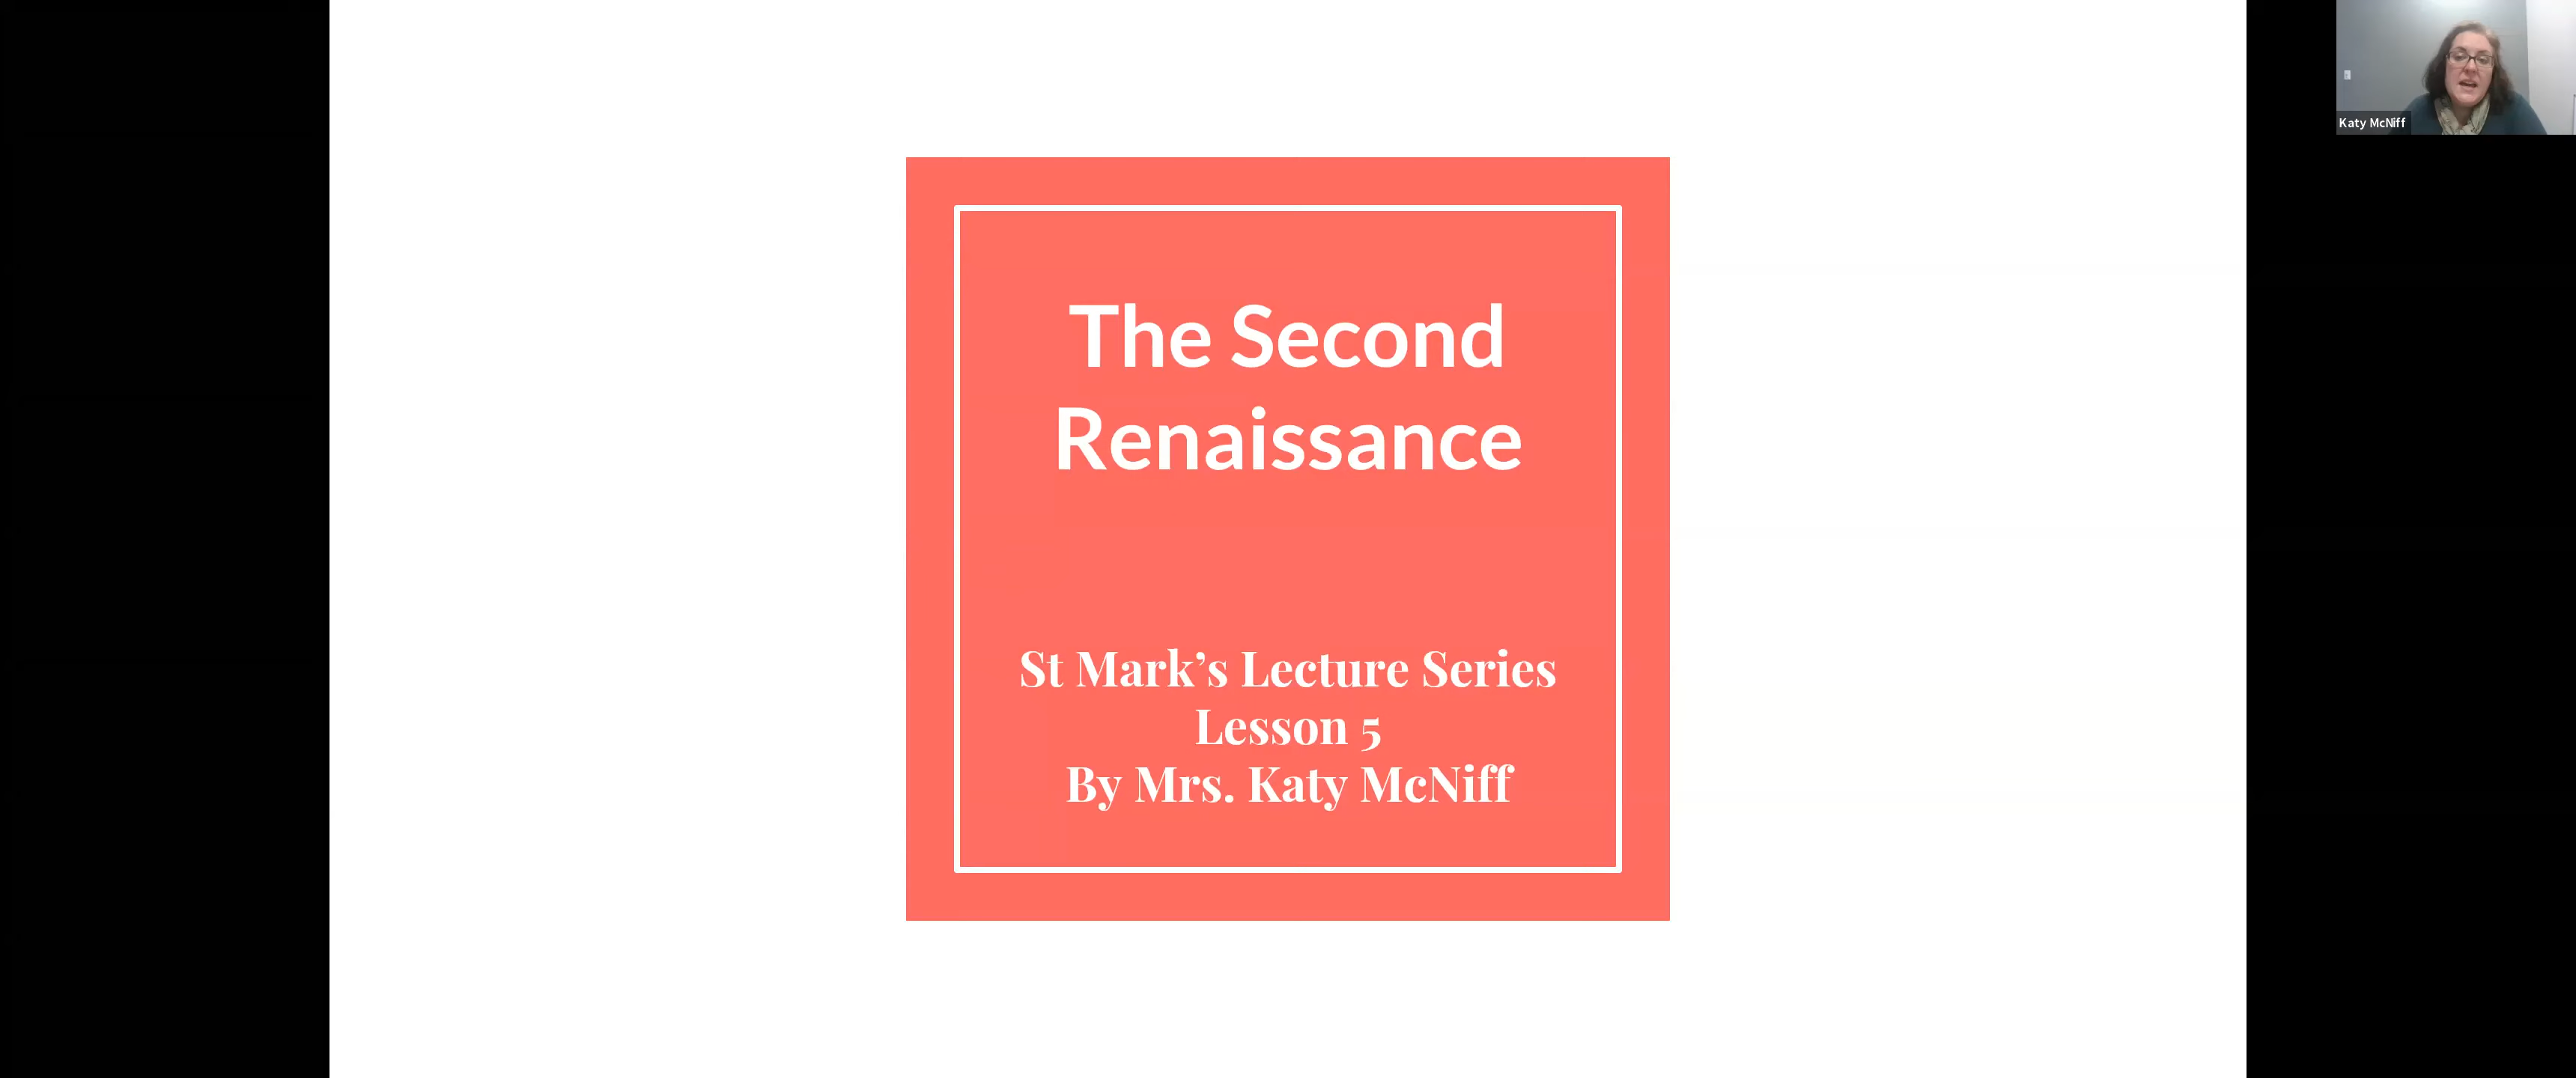 The Second
Renaissance
St Mark’s Lecture Series
Lesson 5
By Mrs. Katy McNiff
Katy McNiff